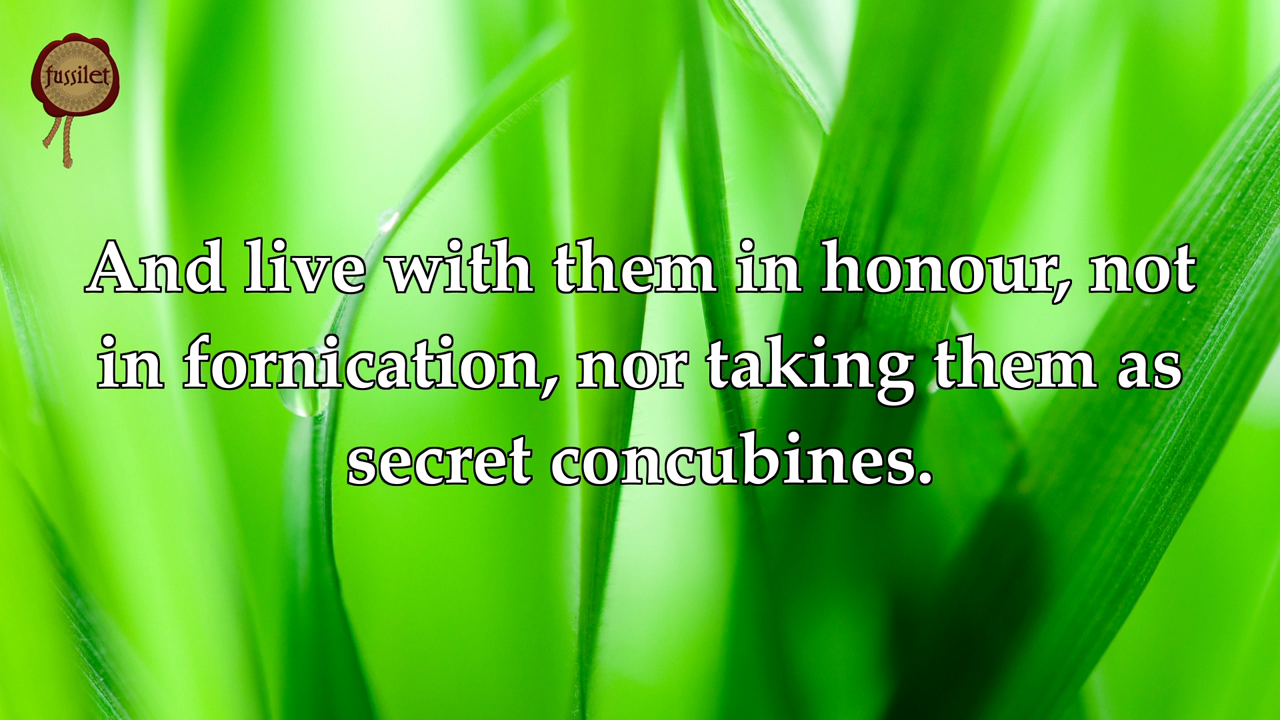 fussilet
And live with them in honour, not
in fornication, nor taking them as
secret concubines.